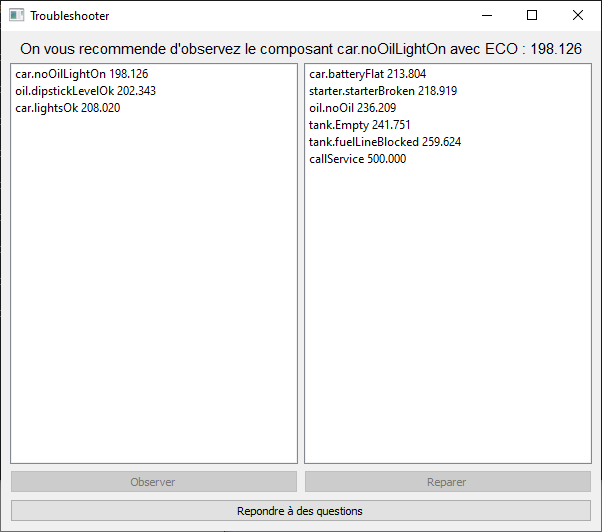 Troubleshooter
On vous recommende d'observez le composant car.noOilLightOn avec ECO : 198.126
car.noOilLightOn 198.126
oil.dipstickLevelOk 202.343
car.lightsOk 208.020
car.batteryFlat 213.804
starter.starterBroken 218.919
oil.noOil 236.209
tank.Empty 241.751
tank.fuelLineBlocked 259.624
callService 500.000
Observer
Reparer
Repondre à des questions